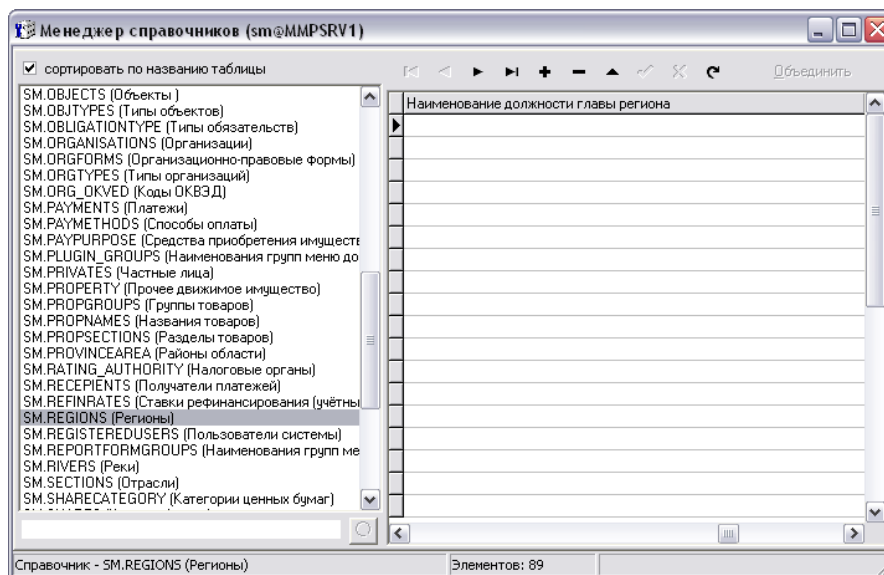 Менеджер справочников (sm@MMPSRV1)
сортировать по названию таблицы
Объединить
SM.OBJECTS (Объекты )
SM.OBJTYPES (Типы объектов)
SM.OBLIGATIONTYPE (Типы обязательств)
SM.ORGANISATIONS (Организации)
SM.ORGFORMS (Организационно-правовые формы)
SM.ORGTYPES (Типы организаций)
SM.ORG_OKVED (Коды ОКВЭД)
SM.PAYMENTS (Платежи)
SM.PAYMETHODS (Способы оплаты)
SM.PAYPURPOSE (Средства приобретения имуществ
SM.PLUGIN_GROUPS (Наименования групп меню до
SM.PRIVATES (Частные лица)
SM.PROPERTY (Прочее движимое имущество)
SM.PROPGROUPS (Группы товаров)
SM.PROPNAMES (Названия товаров)
SM.PROPSECTIONS (Разделы товаров)
SM.PROVINCEAREA (Районы области)
SM.RATING_AUTHORITY (Налоговые органы)
SM.RECEPIENTS (Получатели платежей)
SM.REFINRATES (Ставки рефинансирования (учётны
SM.REGIONS (Регионы)
SM.REGISTEREDUSERS (Пользователи системы)
SM.REPORTFORMGROUPS (Наименования групп ме
SM.RIVERS (Реки)
SM.SECTIONS (Отрасли)
SM.SHARECATEGORY (Категории ценных бумаг)
Наименование должности главы региона
Справочник - SM.REGIONS (Регионы)
Элементов: 89